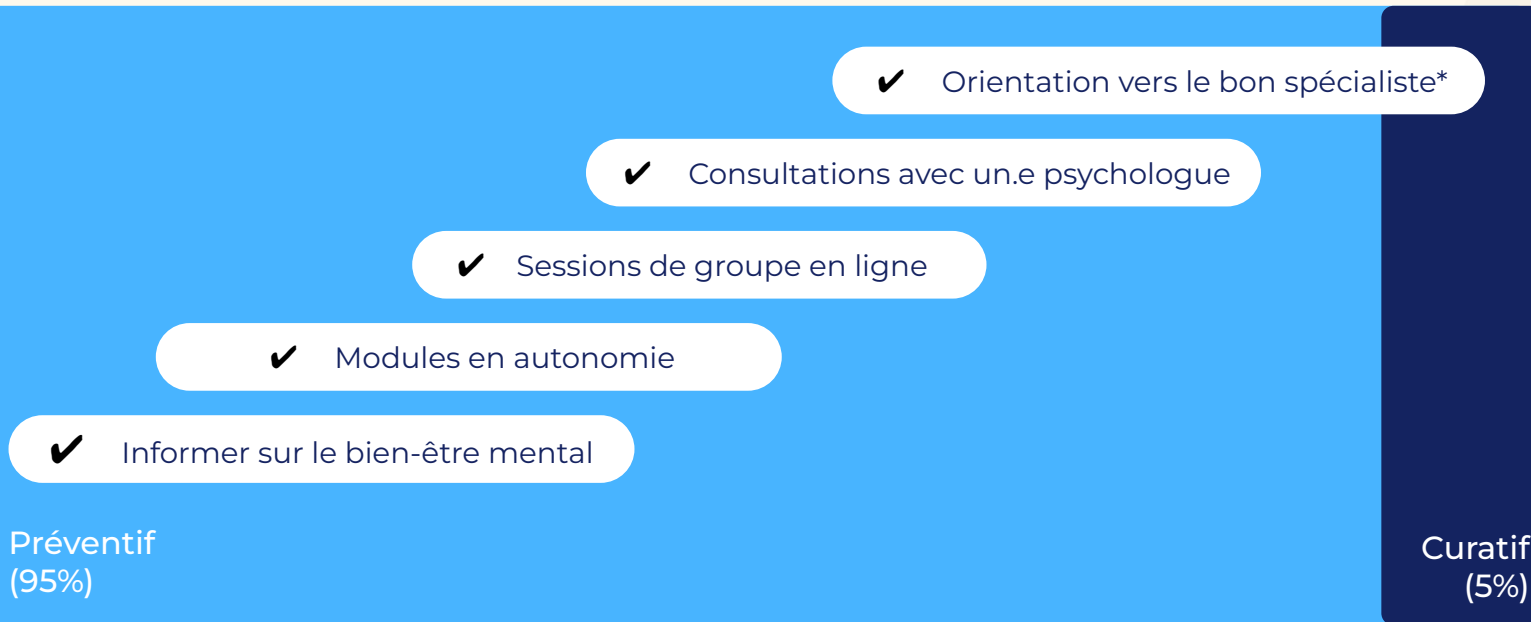 ✔ Orientation vers le bon spécialiste*
✔ Consultations avec un.e psychologue
✔ Sessions de groupe en ligne
✔ Modules en autonomie
✔ Informer sur le bien-être mental
Préventif
(95%)
Curatif
(5%)